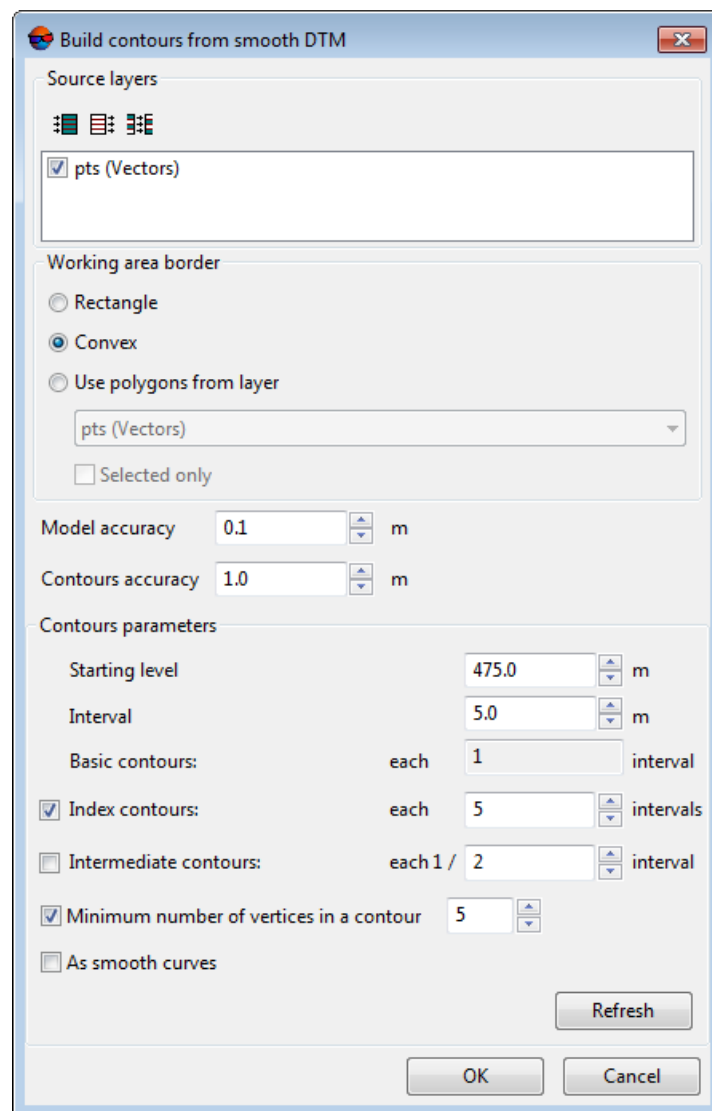 Build contours from smooth DTM
Source layers
pts (Vectors)
Working area border
Rectangle
Convex
Use polygons from layer
pts (Vectors)
Selected only
Model accuracy 0.1 m
Contours accuracy 1.0 m
Contours parameters
Starting level 475.0 m
Interval 5.0 m
Basic contours: each 1 interval
Index contours: each 5 intervals
Intermediate contours: each 1 / 2 interval
Minimum number of vertices in a contour 5
As smooth curves
Refresh
OK Cancel